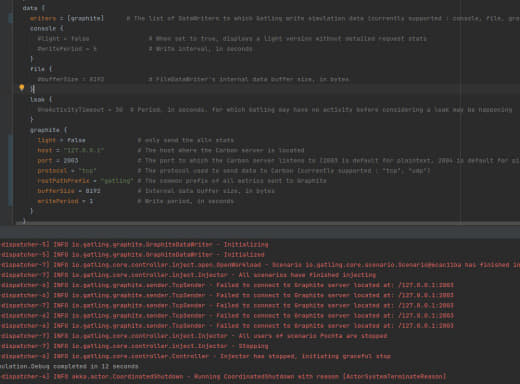 data {
writers = [graphite] # The list of DataWriters to which Gatling write simulation data (currently supported : console, file, gra
console {
#light = false # When set to true, displays a light version without detailed request stats
#writePeriod = 5 # Write interval, in seconds
}
file {
#bufferSize = 8192 # FileDataWriter's internal data buffer size, in bytes
}
leak {
#noActivityTimeout = 30 # Period, in seconds, for which Gatling may have no activity before considering a leak may be happening
}
graphite {
light = false # only send the all* stats
host = "127.0.0.1" # The host where the Carbon server is located
port = 2003 # The port to which the Carbon server listens to (2003 is default for plaintext, 2004 is default for pi
protocol = "tcp" # The protocol used to send data to Carbon (currently supported : "tcp", "udp")
rootPathPrefix = "gatling" # The common prefix of all metrics sent to Graphite
bufferSize = 8192 # Internal data buffer size, in bytes
writePeriod = 1 # Write period, in seconds
}
}
-dispatcher-5] INFO io.gatling.graphite.GraphiteDataWriter - Initializing
-dispatcher-5] INFO io.gatling.graphite.GraphiteDataWriter - Initialized
-dispatcher-7] INFO io.gatling.core.controller.inject.open.OpenWorkload - Scenario io.gatling.core.scenario.Scenario@ has finished in
-dispatcher-7] INFO io.gatling.core.controller.inject.Injector - All scenarios have finished injecting
-dispatcher-6] INFO io.gatling.graphite.sender.TcpSender - Failed to connect to Graphite server located at: /127.0.0.1:2003
-dispatcher-6] INFO io.gatling.graphite.sender.TcpSender - Failed to connect to Graphite server located at: /127.0.0.1:2003
-dispatcher-6] INFO io.gatling.graphite.sender.TcpSender - Failed to connect to Graphite server located at: /127.0.0.1:2003
-dispatcher-7] INFO io.gatling.graphite.sender.TcpSender - Failed to connect to Graphite server located at: /127.0.0.1:2003
-dispatcher-6] INFO io.gatling.graphite.sender.TcpSender - Failed to connect to Graphite server located at: /127.0.0.1:2003
-dispatcher-7] INFO io.gatling.core.controller.inject.Injector - All users of scenario Pochta are stopped
-dispatcher-7] INFO io.gatling.core.controller.inject.Injector - Stopping
-dispatcher-6] INFO io.gatling.core.controller.Controller - Injector has stopped, initiating graceful stop
mulation.Debug completed in 12 seconds
-dispatcher-4] INFO akka.actor.CoordinatedShutdown - Running CoordinatedShutdown with reason [ActorSystemTerminateReason]